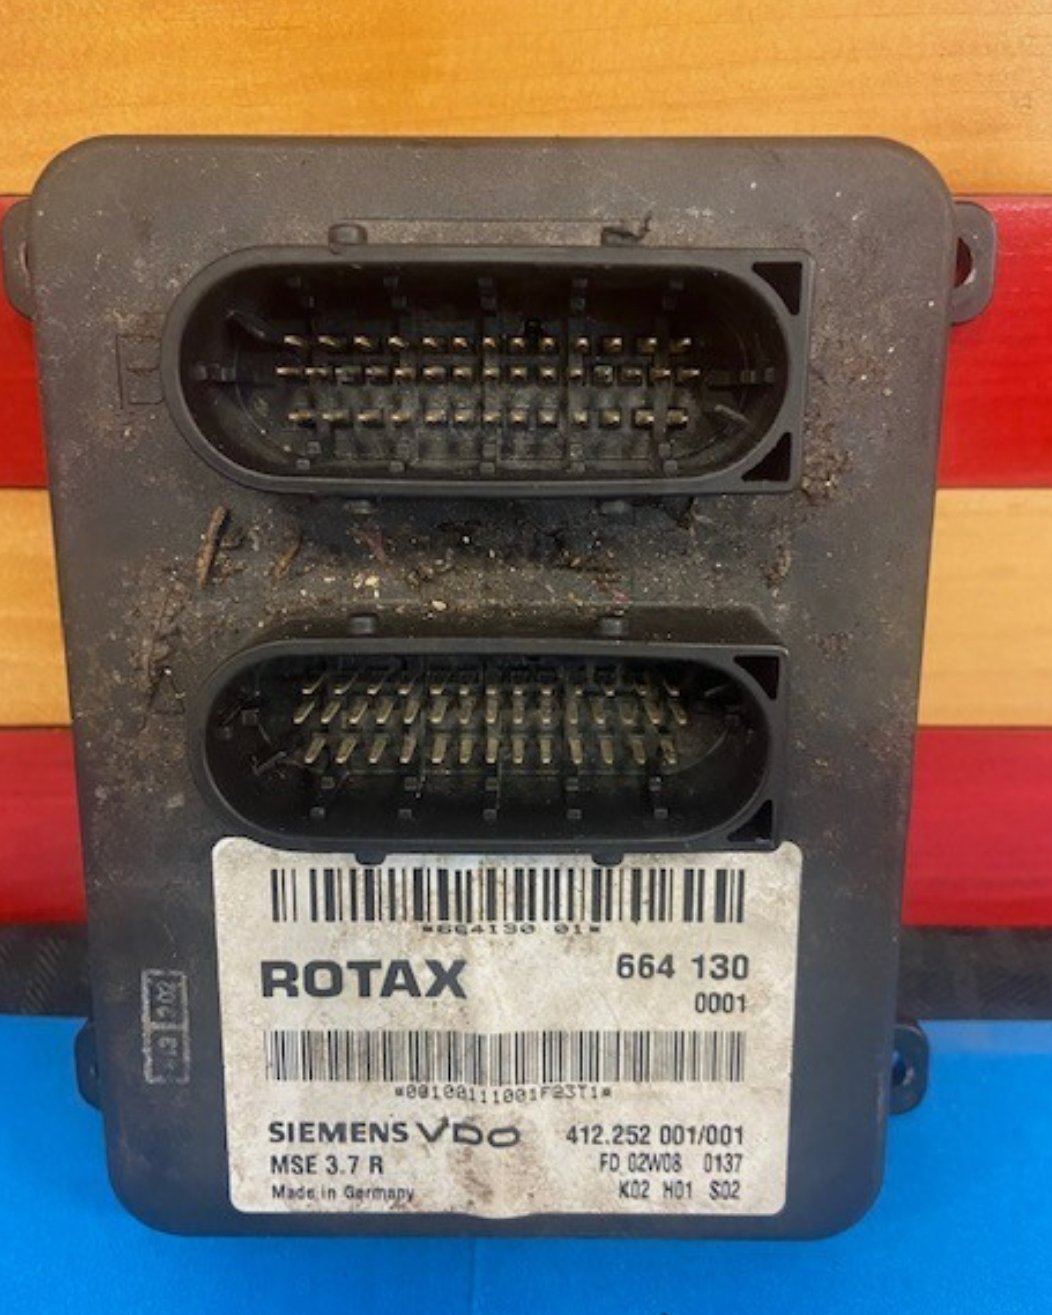 B
A
*664130 01*
ROTAX
664 130
0001
*00100111001F23T1*
SIEMENS VDO
412.252 001/001
MSE 3.7 R
FD 02W08 0137
Made in Germany
K02 H01 S02